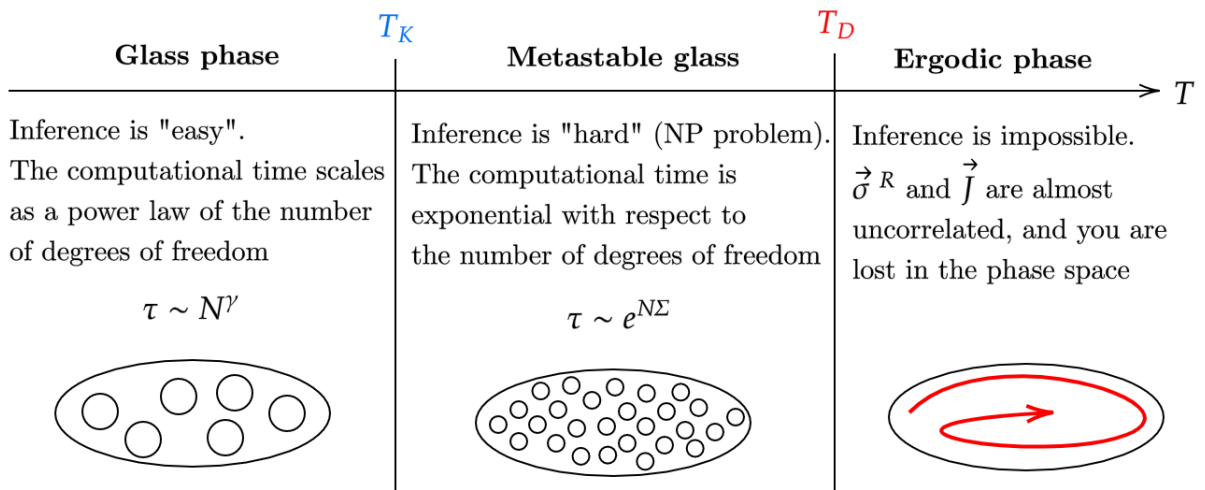 T_K
T_D
Glass phase
Metastable glass
Ergodic phase
T
Inference is "easy".
The computational time scales
as a power law of the number
of degrees of freedom
τ ~ N^γ
Inference is "hard" (NP problem).
The computational time is
exponential with respect to
the number of degrees of freedom
τ ~ e^{NΣ}
Inference is impossible.
σ⃗ ^R and J⃗ are almost
uncorrelated, and you are
lost in the phase space